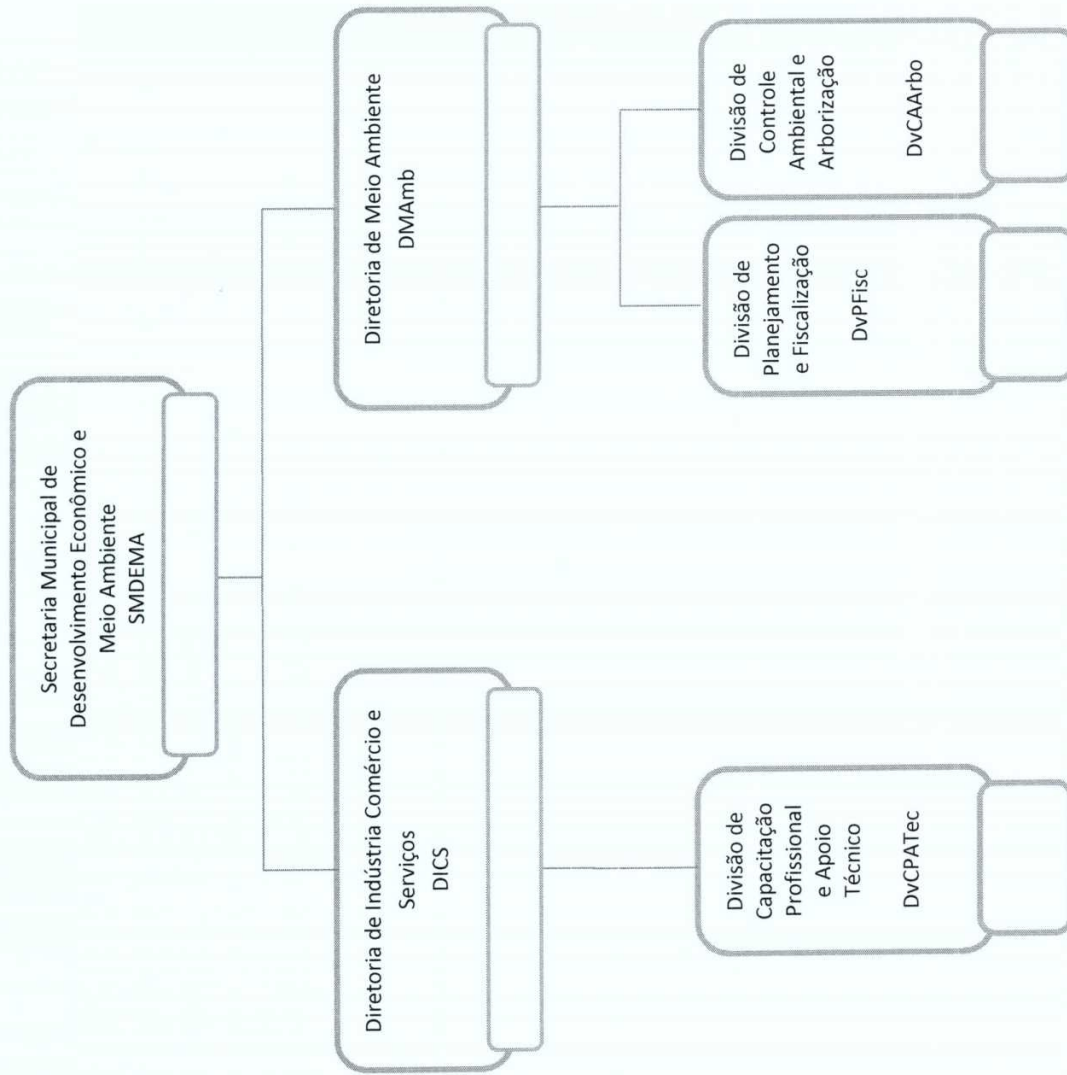 Secretaria Municipal de
Desenvolvimento Econômico e
Meio Ambiente
SMDEMA
Diretoria de Indústria Comércio e
Serviços
DICS
Diretoria de Meio Ambiente
DMAmb
Divisão de
Capacitação
Profissional
e Apoio
Técnico
DvCPATec
Divisão de
Planejamento
e Fiscalização
DvPFisc
Divisão de
Controle
Ambiental e
Arborização
DvCAArbo